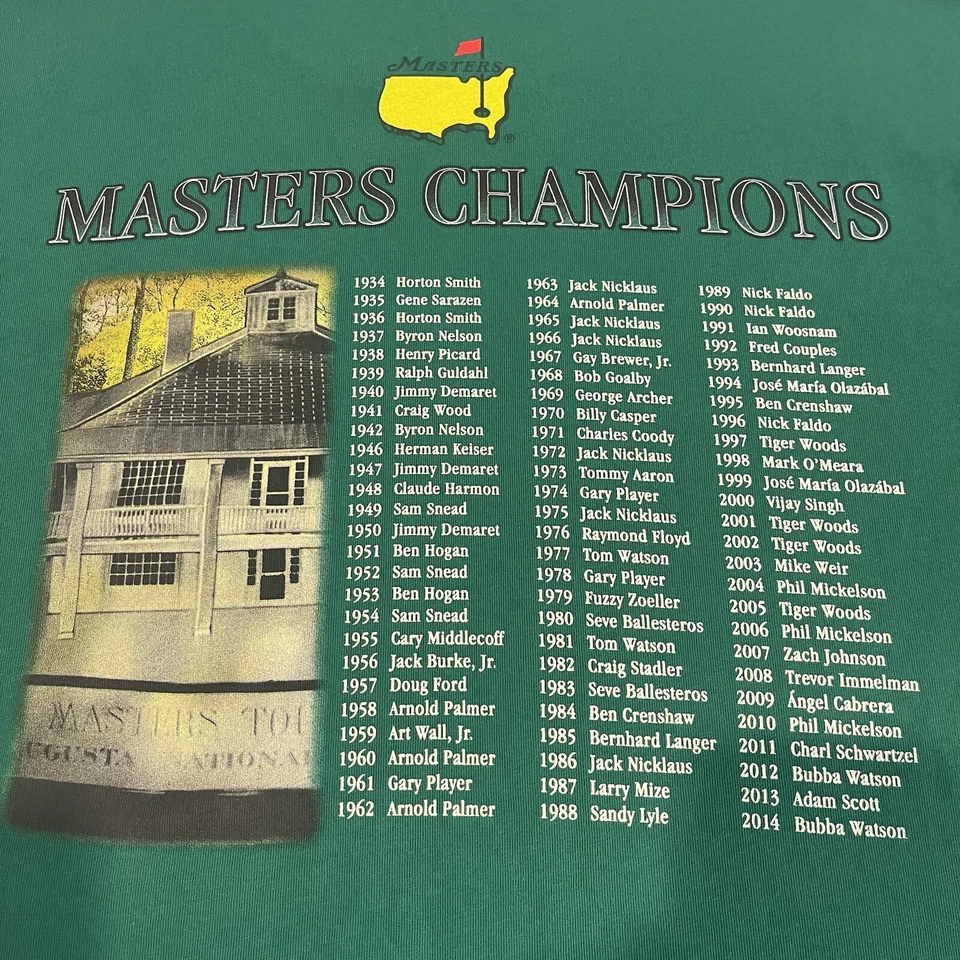 MASTERS
®
MASTERS CHAMPIONS
1934 Horton Smith
1935 Gene Sarazen
1936 Horton Smith
1937 Byron Nelson
1938 Henry Picard
1939 Ralph Guldahl
1940 Jimmy Demaret
1941 Craig Wood
1942 Byron Nelson
1946 Herman Keiser
1947 Jimmy Demaret
1948 Claude Harmon
1949 Sam Snead
1950 Jimmy Demaret
1951 Ben Hogan
1952 Sam Snead
1953 Ben Hogan
1954 Sam Snead
1955 Cary Middlecoff
1956 Jack Burke, Jr.
1957 Doug Ford
1958 Arnold Palmer
1959 Art Wall, Jr.
1960 Arnold Palmer
1961 Gary Player
1962 Arnold Palmer
1963 Jack Nicklaus
1964 Arnold Palmer
1965 Jack Nicklaus
1966 Jack Nicklaus
1967 Gay Brewer, Jr.
1968 Bob Goalby
1969 George Archer
1970 Billy Casper
1971 Charles Coody
1972 Jack Nicklaus
1973 Tommy Aaron
1974 Gary Player
1975 Jack Nicklaus
1976 Raymond Floyd
1977 Tom Watson
1978 Gary Player
1979 Fuzzy Zoeller
1980 Seve Ballesteros
1981 Tom Watson
1982 Craig Stadler
1983 Seve Ballesteros
1984 Ben Crenshaw
1985 Bernhard Langer
1986 Jack Nicklaus
1987 Larry Mize
1988 Sandy Lyle
1989 Nick Faldo
1990 Nick Faldo
1991 Ian Woosnam
1992 Fred Couples
1993 Bernhard Langer
1994 José María Olazábal
1995 Ben Crenshaw
1996 Nick Faldo
1997 Tiger Woods
1998 Mark O'Meara
1999 José María Olazábal
2000 Vijay Singh
2001 Tiger Woods
2002 Tiger Woods
2003 Mike Weir
2004 Phil Mickelson
2005 Tiger Woods
2006 Phil Mickelson
2007 Zach Johnson
2008 Trevor Immelman
2009 Ángel Cabrera
2010 Phil Mickelson
2011 Charl Schwartzel
2012 Bubba Watson
2013 Adam Scott
2014 Bubba Watson
MASTERS TOU
UGUSTA NATIONA